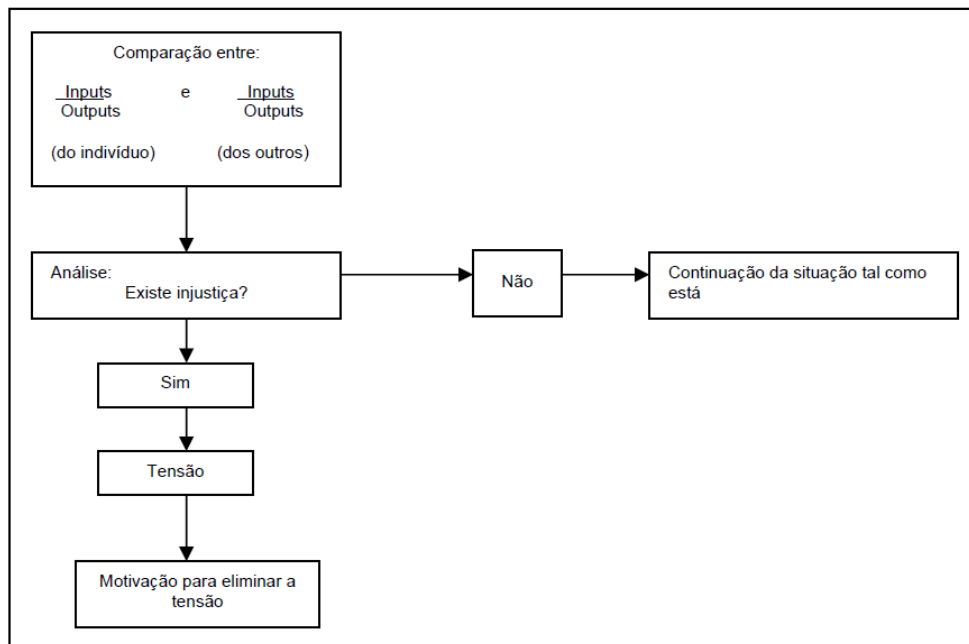 Comparação entre:
Inputs e Inputs
Outputs Outputs
(do indivíduo) (dos outros)
Análise:
Existe injustiça?
Não
Continuação da situação tal como
está
Sim
Tensão
Motivação para eliminar a
tensão